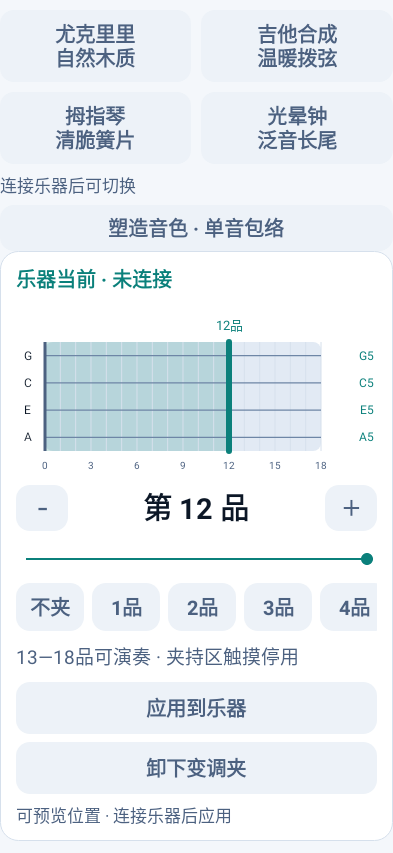 尤克里里
自然木质
吉他合成
温暖拨弦
拇指琴
清脆簧片
光晕钟
泛音长尾
连接乐器后可切换
塑造音色 · 单音包络
乐器当前 · 未连接
12品
G G5
C C5
E E5
A A5
0 3 6 9 12 15 18
- 第 12 品 +
不夹 1品 2品 3品 4品
13—18品可演奏 · 夹持区触摸停用
应用到乐器
卸下变调夹
可预览位置 · 连接乐器后应用